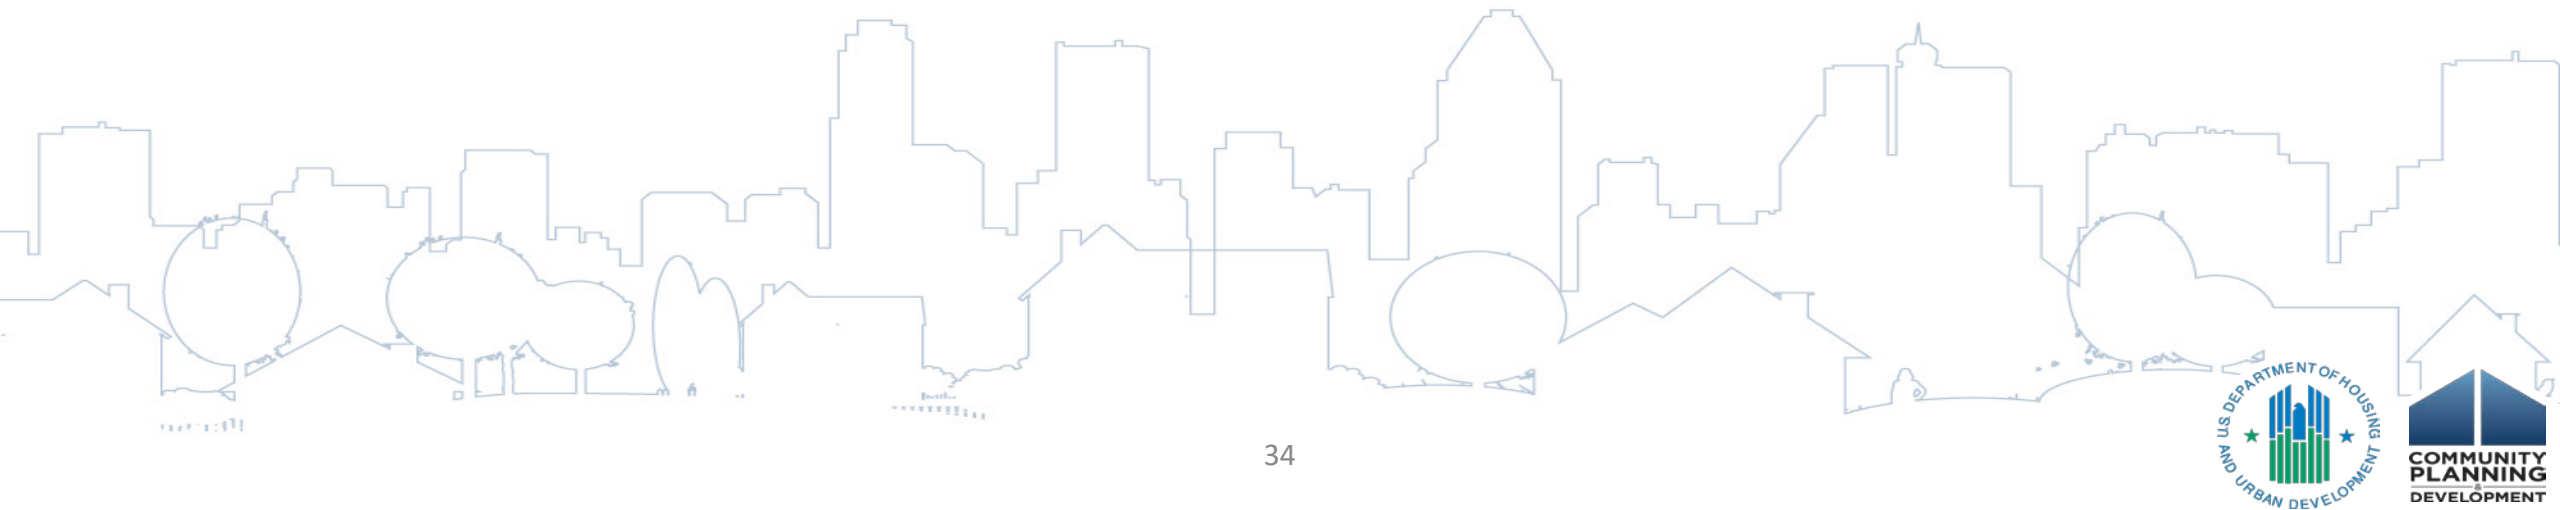 34
U.S. DEPARTMENT OF HOUSING
AND URBAN DEVELOPMENT
COMMUNITY
PLANNING
&
DEVELOPMENT